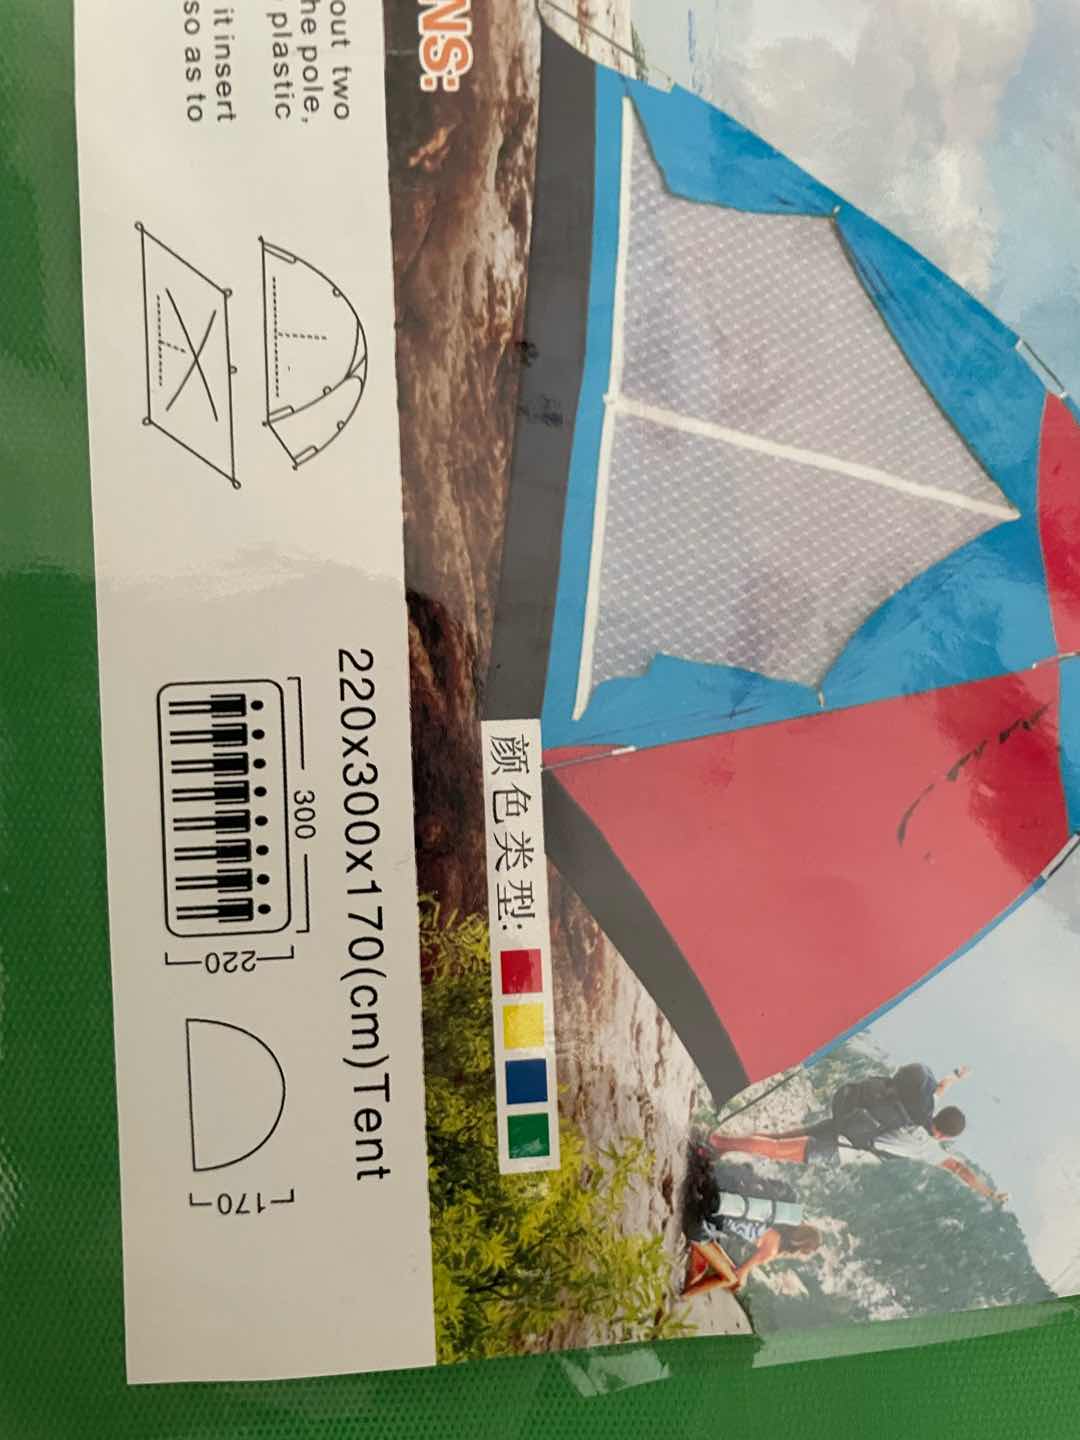 NS:
out two
he pole,
plastic
it insert
so as to
220x300x170(cm)Tent
300
220
170
颜色类型: